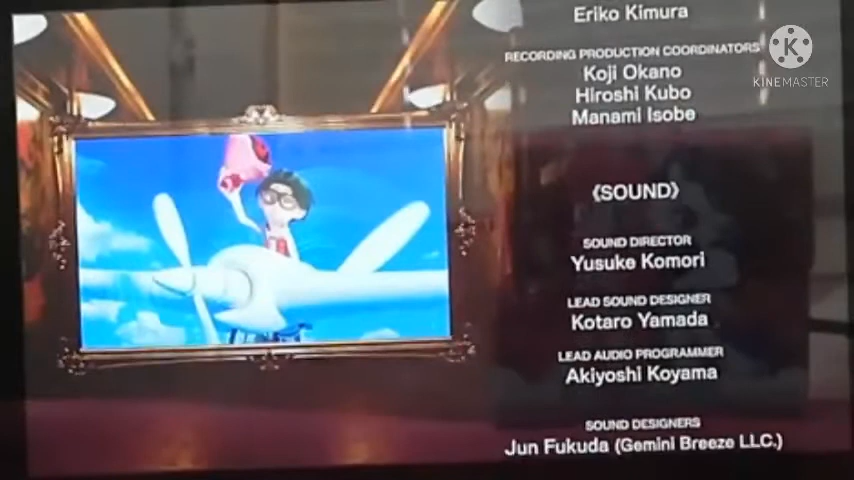 Eriko Kimura
RECORDING PRODUCTION COORDINATORS
Koji Okano
Hiroshi Kubo
Manami Isobe
KINEMASTER
《SOUND》
SOUND DIRECTOR
Yusuke Komori
LEAD SOUND DESIGNER
Kotaro Yamada
LEAD AUDIO PROGRAMMER
Akiyoshi Koyama
SOUND DESIGNERS
Jun Fukuda (Gemini Breeze LLC.)